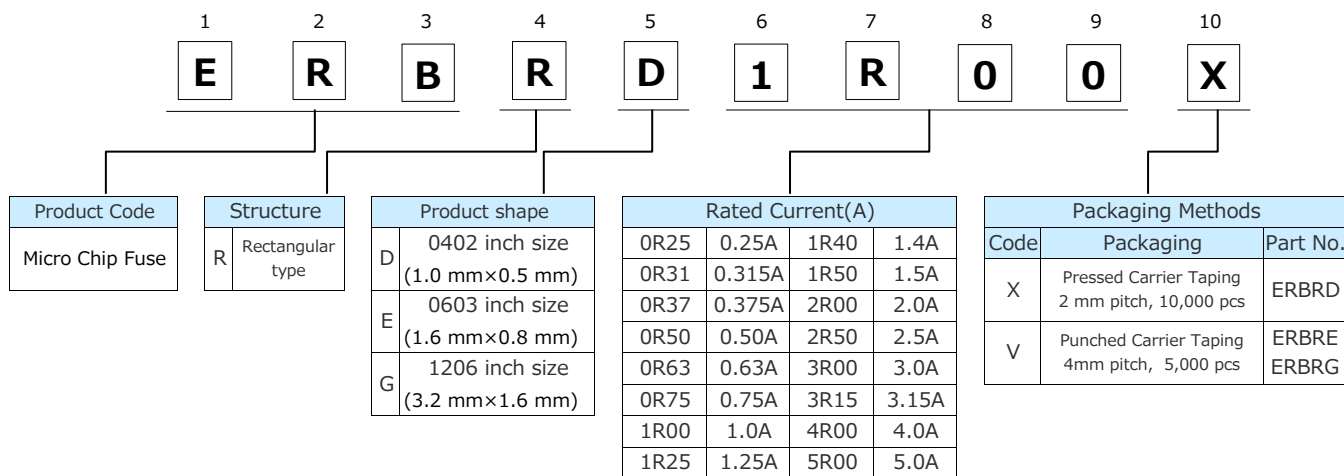 1 2 3 4 5 6 7 8 9 10
E R B R D 1 R 0 0 X
Product Code
Micro Chip Fuse
Structure
R Rectangular
type
Product shape
D 0402 inch size
(1.0 mm×0.5 mm)
E 0603 inch size
(1.6 mm×0.8 mm)
G 1206 inch size
(3.2 mm×1.6 mm)
Rated Current(A)
0R25 0.25A 1R40 1.4A
0R31 0.315A 1R50 1.5A
0R37 0.375A 2R00 2.0A
0R50 0.50A 2R50 2.5A
0R63 0.63A 3R00 3.0A
0R75 0.75A 3R15 3.15A
1R00 1.0A 4R00 4.0A
1R25 1.25A 5R00 5.0A
Packaging Methods
Code Packaging Part No.
X Pressed Carrier Taping
2 mm pitch, 10,000 pcs
ERBRD
V Punched Carrier Taping
4mm pitch, 5,000 pcs
ERBRE
ERBRG